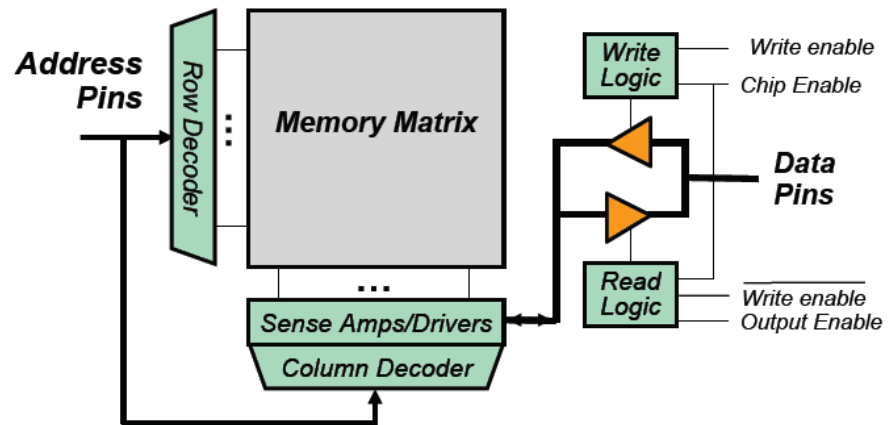 Address
Pins
Row Decoder
...
Memory Matrix
...
Sense Amps/Drivers
Column Decoder
Write
Logic
Write enable
Chip Enable
Data
Pins
Read
Logic
Write enable
Output Enable